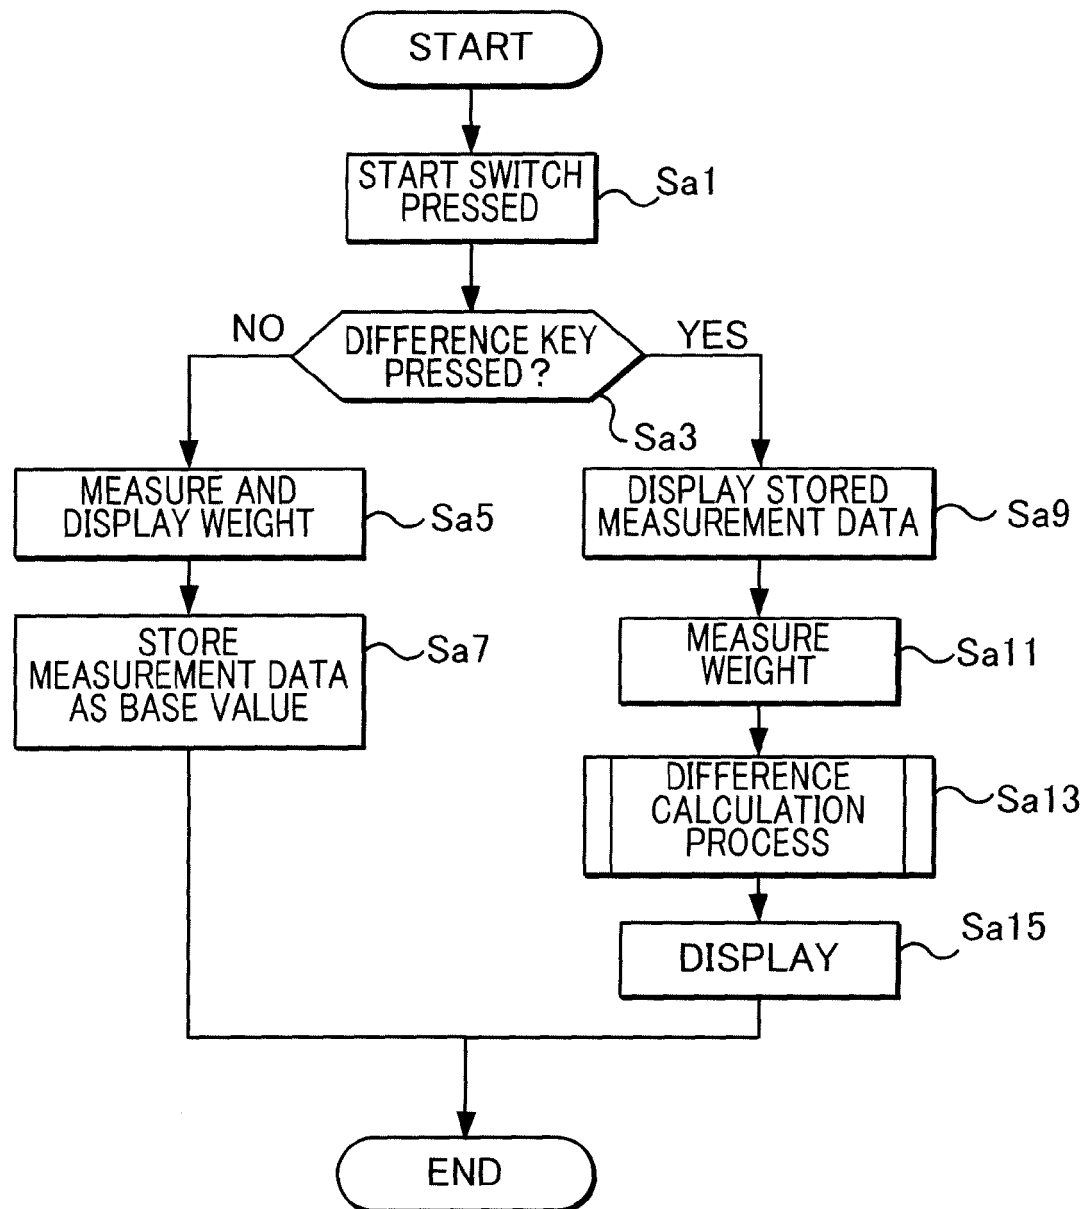 START
START SWITCH
PRESSED
Sa1
NO
DIFFERENCE KEY
PRESSED?
YES
Sa3
MEASURE AND
DISPLAY WEIGHT
Sa5
DISPLAY STORED
MEASUREMENT DATA
Sa9
STORE
MEASUREMENT DATA
AS BASE VALUE
Sa7
MEASURE
WEIGHT
Sa11
DIFFERENCE
CALCULATION
PROCESS
Sa13
DISPLAY
Sa15
END